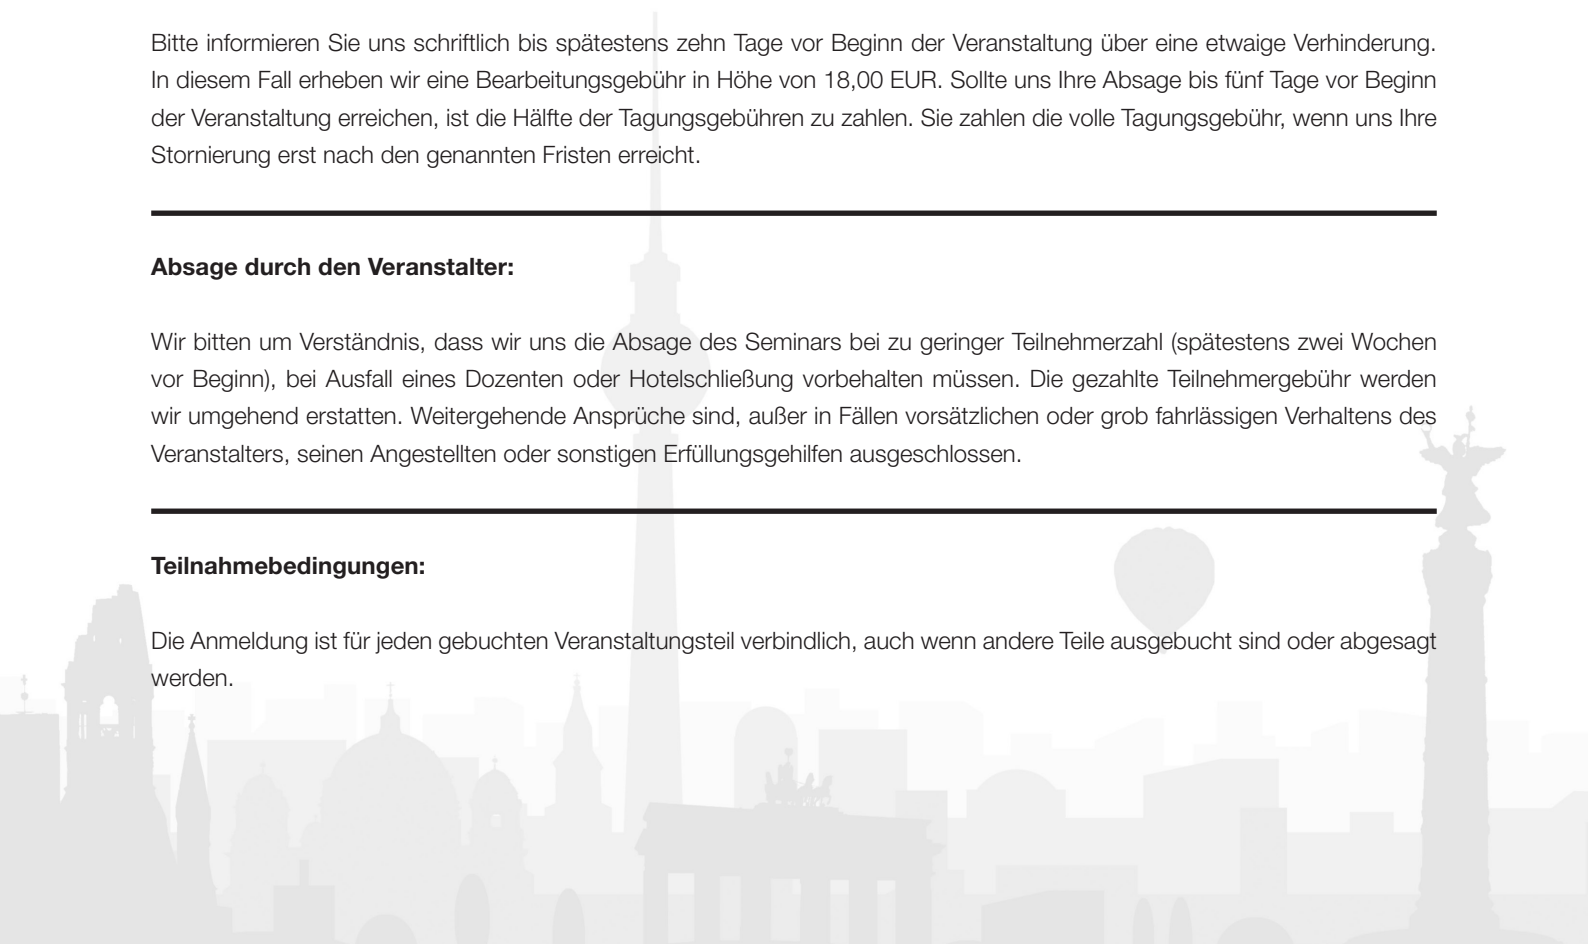 Bitte informieren Sie uns schriftlich bis spätestens zehn Tage vor Beginn der Veranstaltung über eine etwaige Verhinderung.
In diesem Fall erheben wir eine Bearbeitungsgebühr in Höhe von 18,00 EUR. Sollte uns Ihre Absage bis fünf Tage vor Beginn
der Veranstaltung erreichen, ist die Hälfte der Tagungsgebühren zu zahlen. Sie zahlen die volle Tagungsgebühr, wenn uns Ihre
Stornierung erst nach den genannten Fristen erreicht.
Absage durch den Veranstalter:
Wir bitten um Verständnis, dass wir uns die Absage des Seminars bei zu geringer Teilnehmerzahl (spätestens zwei Wochen
vor Beginn), bei Ausfall eines Dozenten oder Hotelschließung vorbehalten müssen. Die gezahlte Teilnehmergebühr werden
wir umgehend erstatten. Weitergehende Ansprüche sind, außer in Fällen vorsätzlichen oder grob fahrlässigen Verhaltens des
Veranstalters, seinen Angestellten oder sonstigen Erfüllungsgehilfen ausgeschlossen.
Teilnahmebedingungen:
Die Anmeldung ist für jeden gebuchten Veranstaltungsteil verbindlich, auch wenn andere Teile ausgebucht sind oder abgesagt
werden.